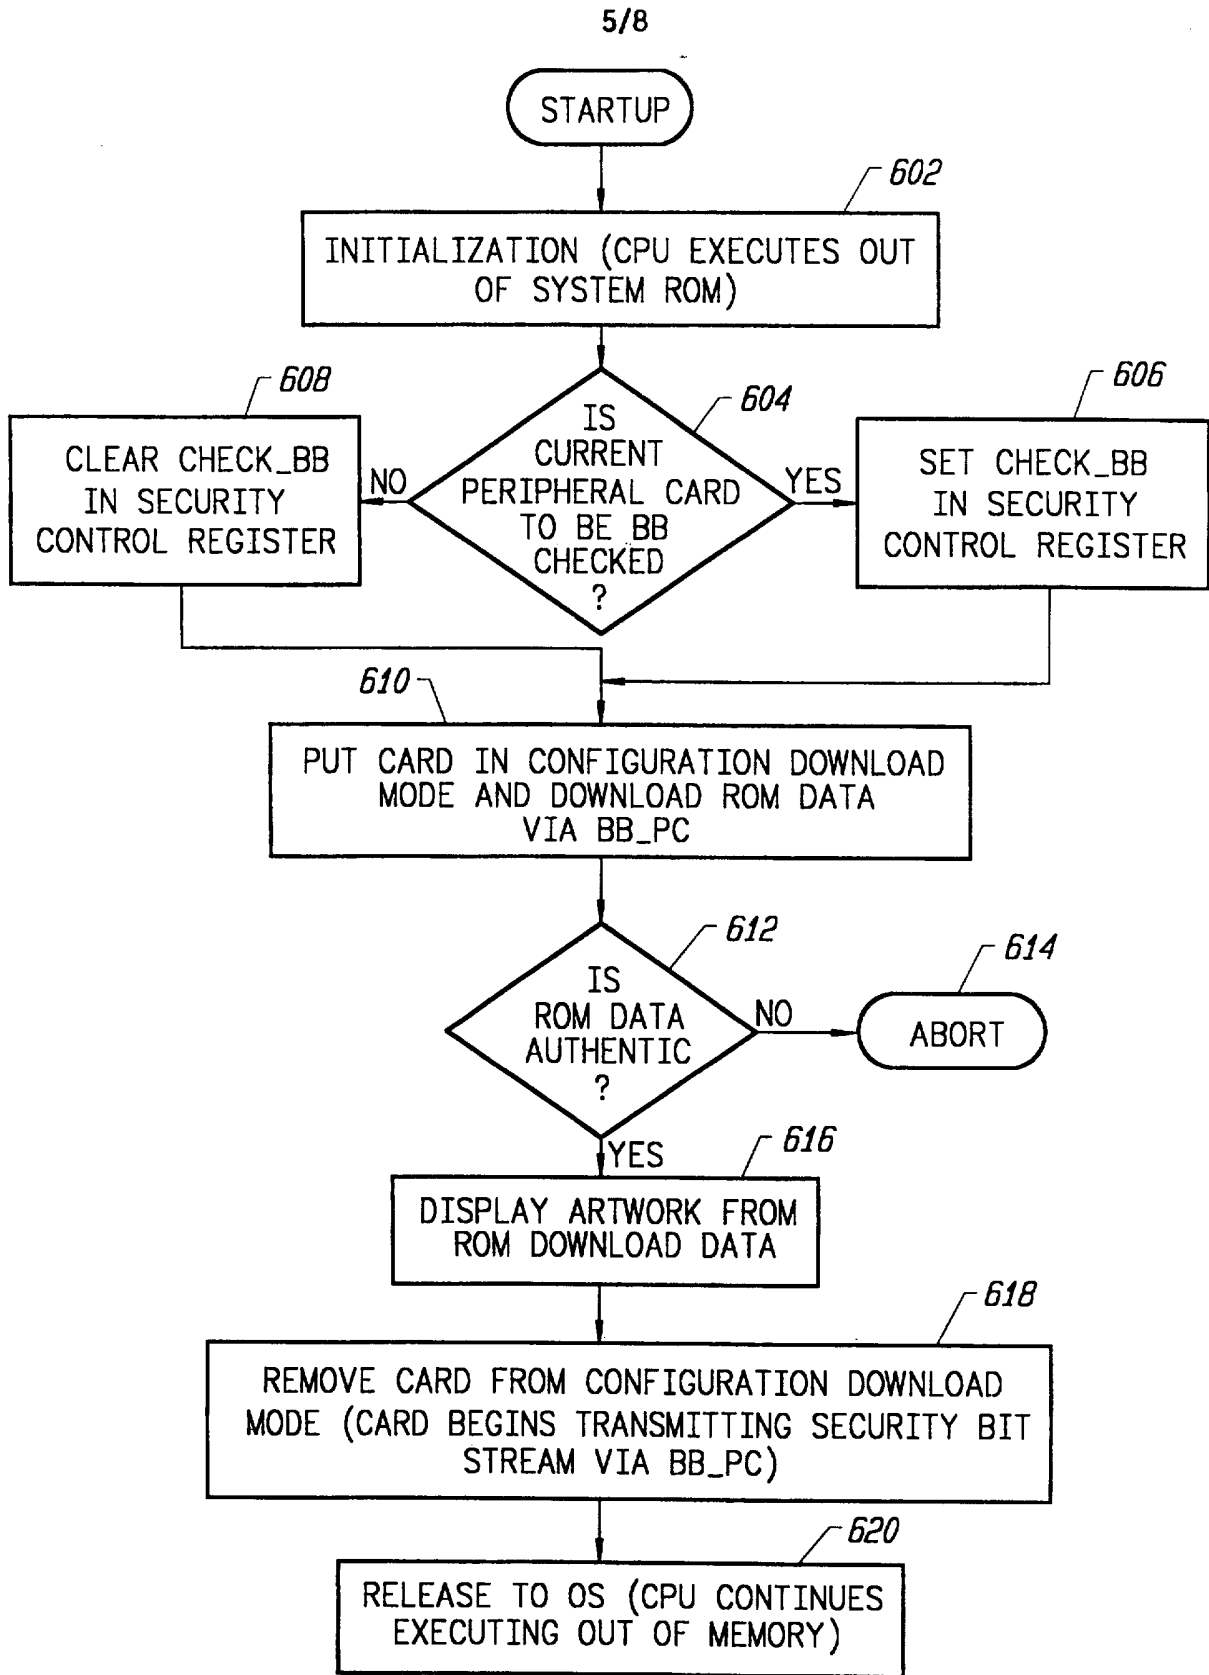 5/8
STARTUP
602
INITIALIZATION (CPU EXECUTES OUT
OF SYSTEM ROM)
608
604
606
IS
CURRENT
PERIPHERAL CARD
TO BE BB
CHECKED
?
NO
YES
CLEAR CHECK_BB
IN SECURITY
CONTROL REGISTER
SET CHECK_BB
IN SECURITY
CONTROL REGISTER
610
PUT CARD IN CONFIGURATION DOWNLOAD
MODE AND DOWNLOAD ROM DATA
VIA BB_PC
612
IS
ROM DATA
AUTHENTIC
?
NO
614
ABORT
YES
616
DISPLAY ARTWORK FROM
ROM DOWNLOAD DATA
618
REMOVE CARD FROM CONFIGURATION DOWNLOAD
MODE (CARD BEGINS TRANSMITTING SECURITY BIT
STREAM VIA BB_PC)
620
RELEASE TO OS (CPU CONTINUES
EXECUTING OUT OF MEMORY)